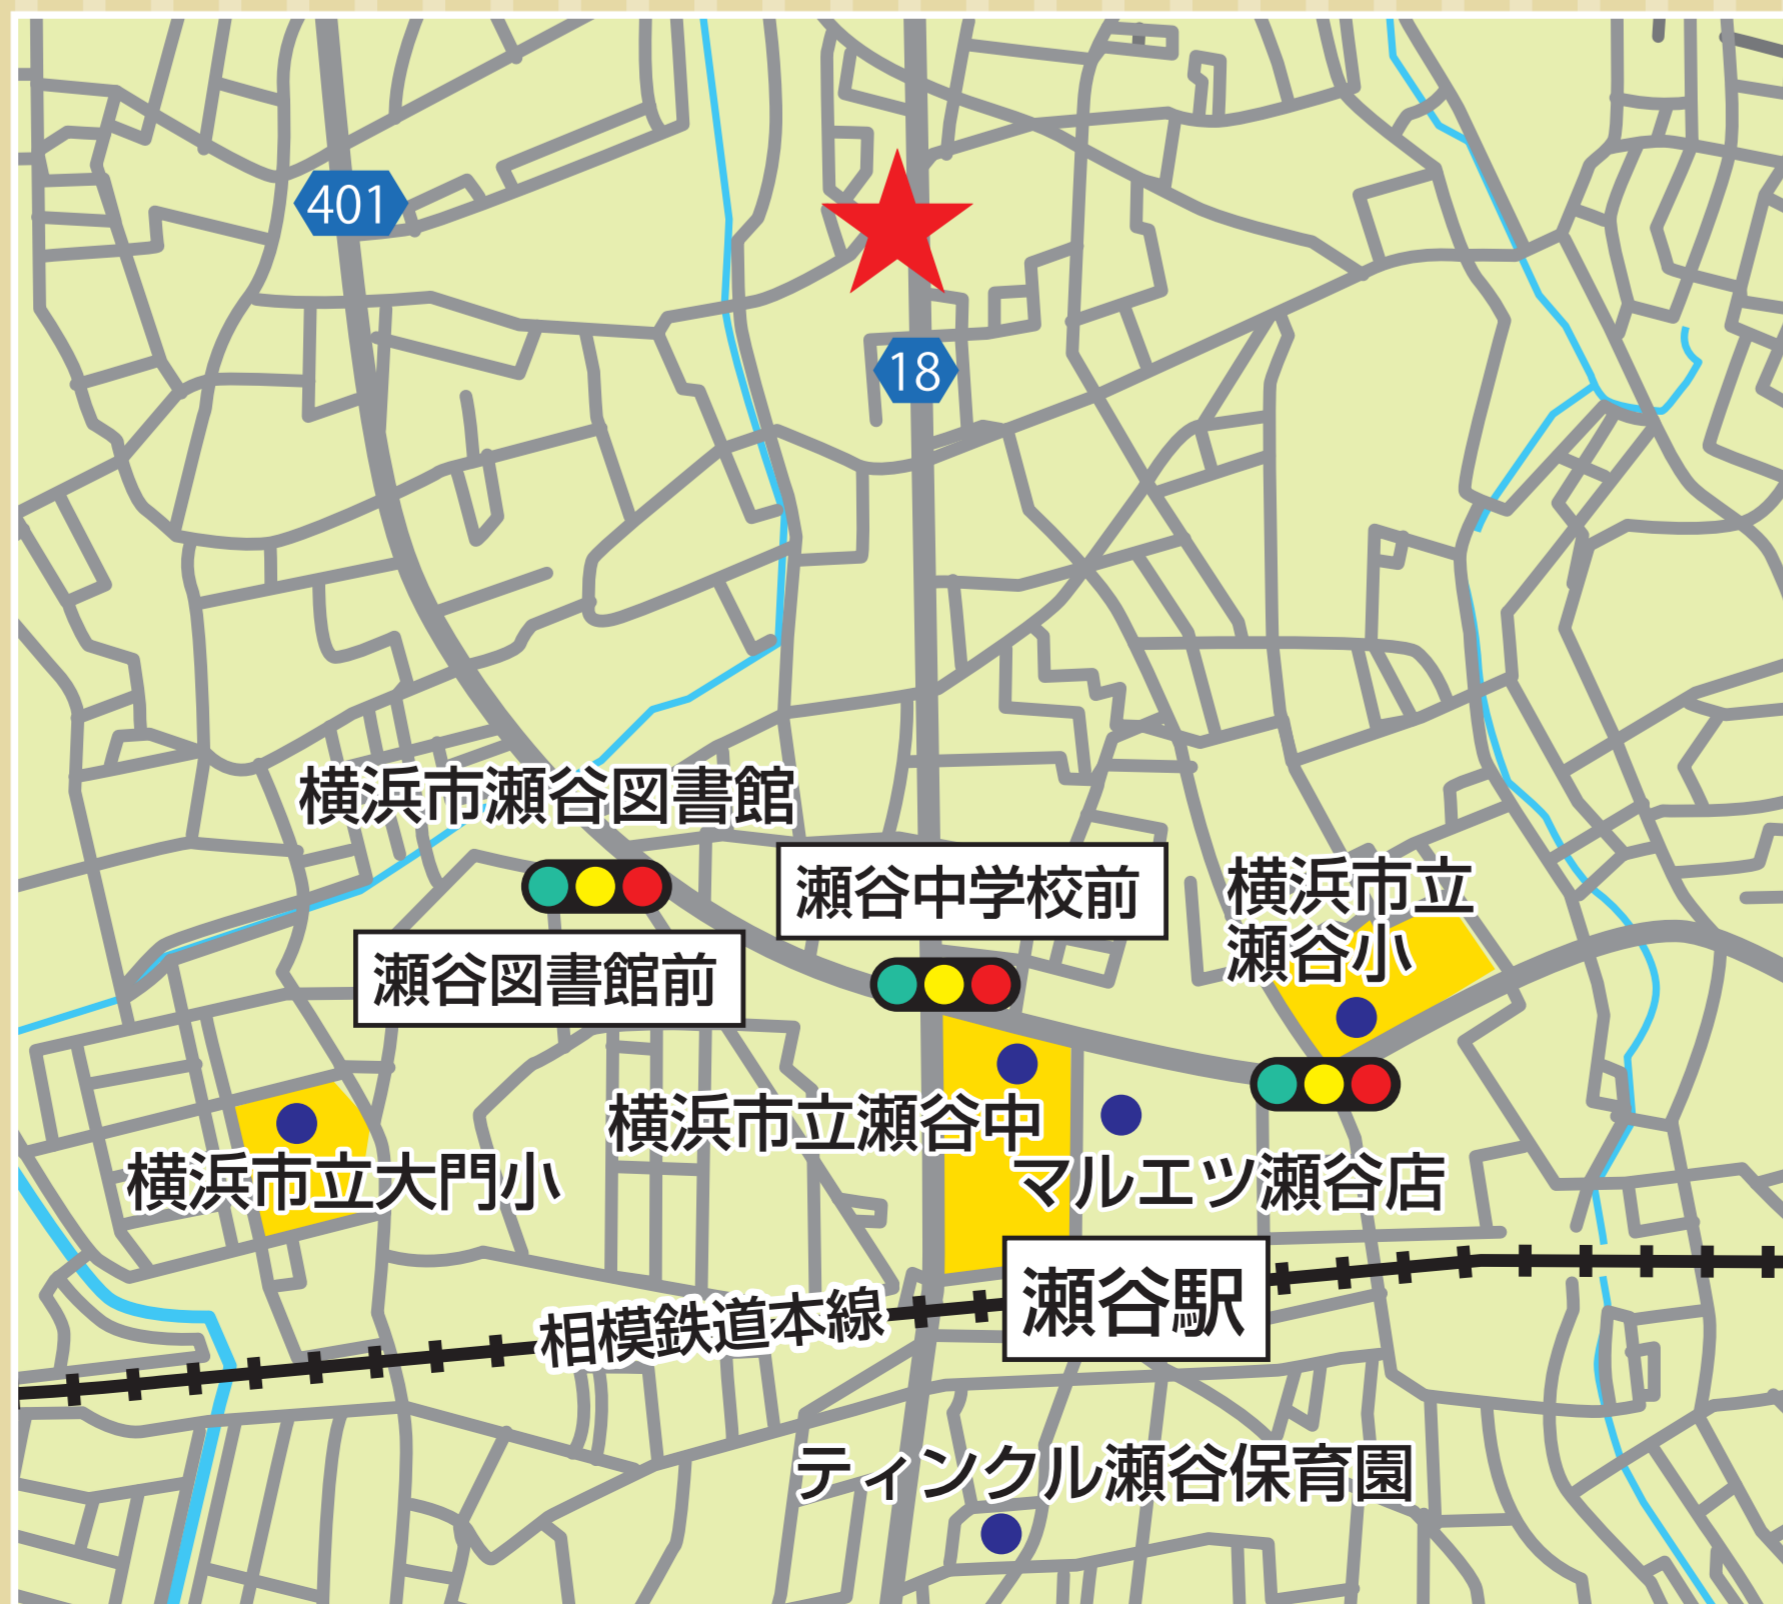 401
18
横浜市瀬谷図書館
瀬谷中学校前
横浜市立
瀬谷小
瀬谷図書館前
横浜市立瀬谷中
マルエツ瀬谷店
横浜市立大門小
瀬谷駅
相模鉄道本線
ティンクル瀬谷保育園